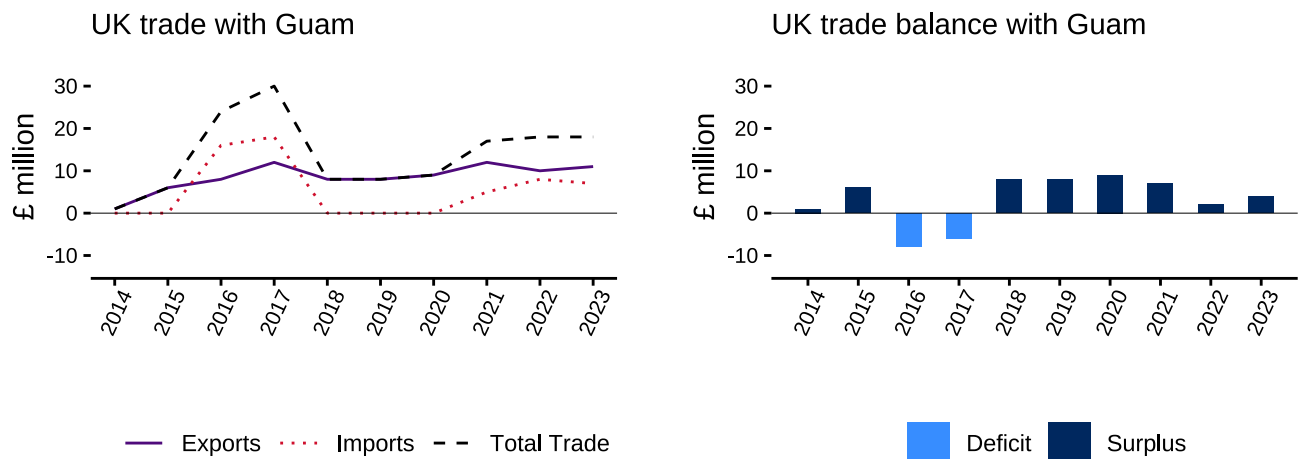 UK trade with Guam
£ million
30
20
10
0
-10
2014 2015 2016 2017 2018 2019 2020 2021 2022 2023
Exports Imports Total Trade
UK trade balance with Guam
£ million
30
20
10
0
-10
2014 2015 2016 2017 2018 2019 2020 2021 2022 2023
Deficit Surplus